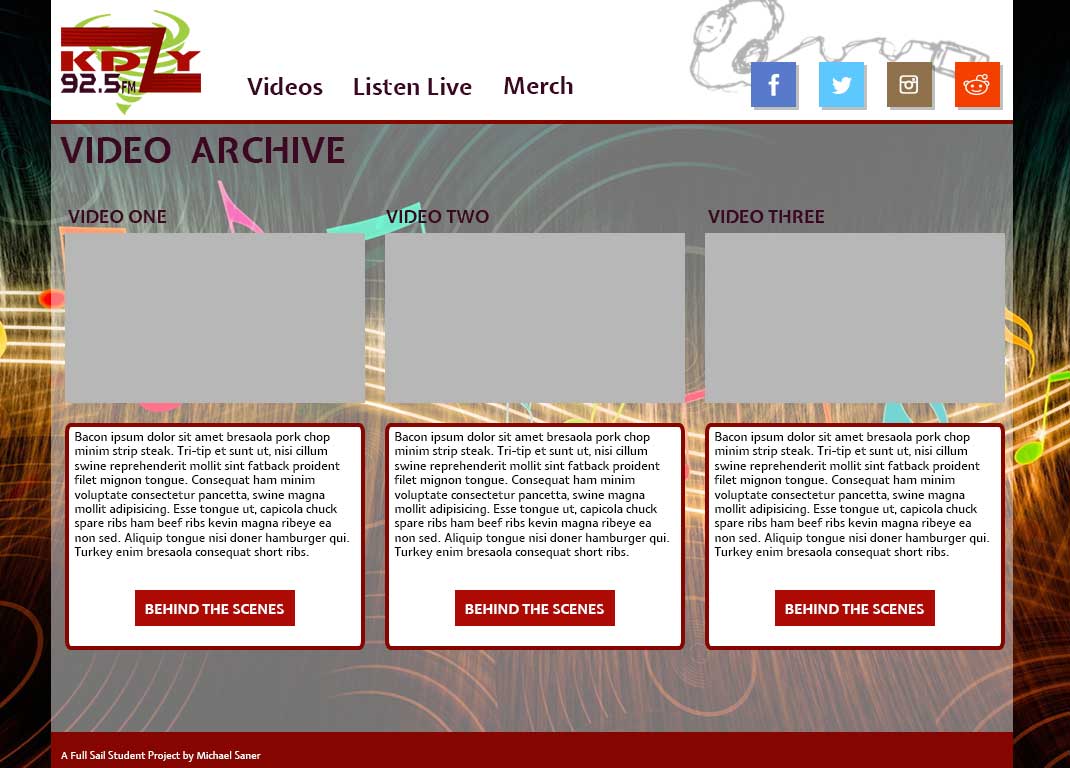 KDZY
92.5FM
Videos
Listen Live
Merch
VIDEO ARCHIVE
VIDEO ONE
VIDEO TWO
VIDEO THREE
Bacon ipsum dolor sit amet bresaola pork chop
minim strip steak. Tri-tip et sunt ut, nisi cillum
swine reprehenderit mollit sint fatback proident
filet mignon tongue. Consequat ham minim
voluptate consectetur pancetta, swine magna
mollit adipisicing. Esse tongue ut, capicola chuck
spare ribs ham beef ribs kevin magna ribeye ea
non sed. Aliquip tongue nisi doner hamburger qui.
Turkey enim bresaola consequat short ribs.
BEHIND THE SCENES
Bacon ipsum dolor sit amet bresaola pork chop
minim strip steak. Tri-tip et sunt ut, nisi cillum
swine reprehenderit mollit sint fatback proident
filet mignon tongue. Consequat ham minim
voluptate consectetur pancetta, swine magna
mollit adipisicing. Esse tongue ut, capicola chuck
spare ribs ham beef ribs kevin magna ribeye ea
non sed. Aliquip tongue nisi doner hamburger qui.
Turkey enim bresaola consequat short ribs.
BEHIND THE SCENES
Bacon ipsum dolor sit amet bresaola pork chop
minim strip steak. Tri-tip et sunt ut, nisi cillum
swine reprehenderit mollit sint fatback proident
filet mignon tongue. Consequat ham minim
voluptate consectetur pancetta, swine magna
mollit adipisicing. Esse tongue ut, capicola chuck
spare ribs ham beef ribs kevin magna ribeye ea
non sed. Aliquip tongue nisi doner hamburger qui.
Turkey enim bresaola consequat short ribs.
BEHIND THE SCENES
A Full Sail Student Project by Michael Saner